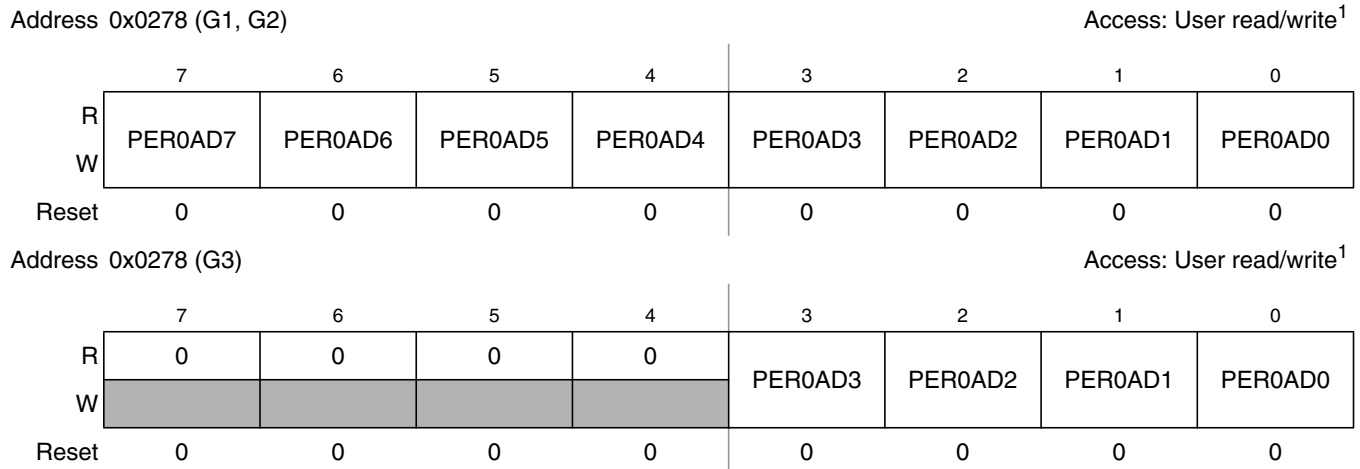 Address 0x0278 (G1, G2) Access: User read/write1
7 6 5 4 3 2 1 0
R
PER0AD7 PER0AD6 PER0AD5 PER0AD4 PER0AD3 PER0AD2 PER0AD1 PER0AD0
W
Reset 0 0 0 0 0 0 0 0
Address 0x0278 (G3) Access: User read/write1
7 6 5 4 3 2 1 0
R 0 0 0 0
PER0AD3 PER0AD2 PER0AD1 PER0AD0
W
Reset 0 0 0 0 0 0 0 0